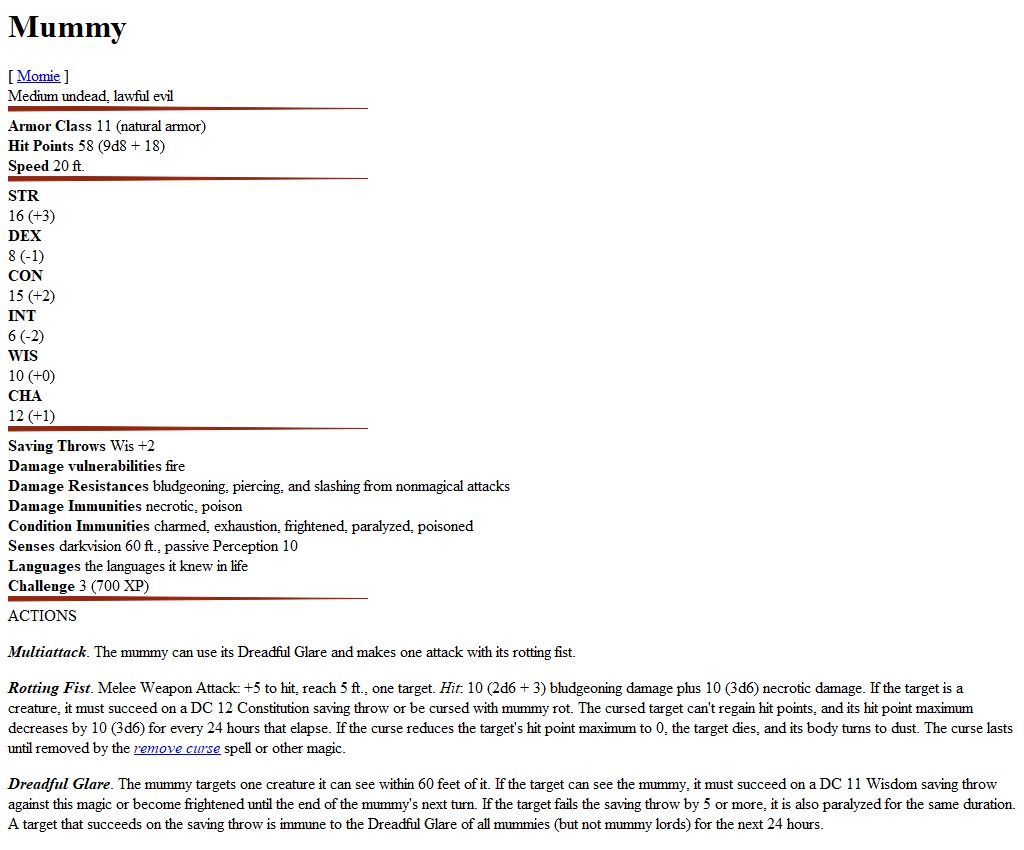 Mummy
[ Momie ]
Medium undead, lawful evil
Armor Class 11 (natural armor)
Hit Points 58 (9d8 + 18)
Speed 20 ft.
STR
16 (+3)
DEX
8 (-1)
CON
15 (+2)
INT
6 (-2)
WIS
10 (+0)
CHA
12 (+1)
Saving Throws Wis +2
Damage vulnerabilities fire
Damage Resistances bludgeoning, piercing, and slashing from nonmagical attacks
Damage Immunities necrotic, poison
Condition Immunities charmed, exhaustion, frightened, paralyzed, poisoned
Senses darkvision 60 ft., passive Perception 10
Languages the languages it knew in life
Challenge 3 (700 XP)
ACTIONS
Multiattack. The mummy can use its Dreadful Glare and makes one attack with its rotting fist.
Rotting Fist. Melee Weapon Attack: +5 to hit, reach 5 ft., one target. Hit: 10 (2d6 + 3) bludgeoning damage plus 10 (3d6) necrotic damage. If the target is a
creature, it must succeed on a DC 12 Constitution saving throw or be cursed with mummy rot. The cursed target can't regain hit points, and its hit point maximum
decreases by 10 (3d6) for every 24 hours that elapse. If the curse reduces the target's hit point maximum to 0, the target dies, and its body turns to dust. The curse lasts
until removed by the remove curse spell or other magic.
Dreadful Glare. The mummy targets one creature it can see within 60 feet of it. If the target can see the mummy, it must succeed on a DC 11 Wisdom saving throw
against this magic or become frightened until the end of the mummy's next turn. If the target fails the saving throw by 5 or more, it is also paralyzed for the same duration.
A target that succeeds on the saving throw is immune to the Dreadful Glare of all mummies (but not mummy lords) for the next 24 hours.